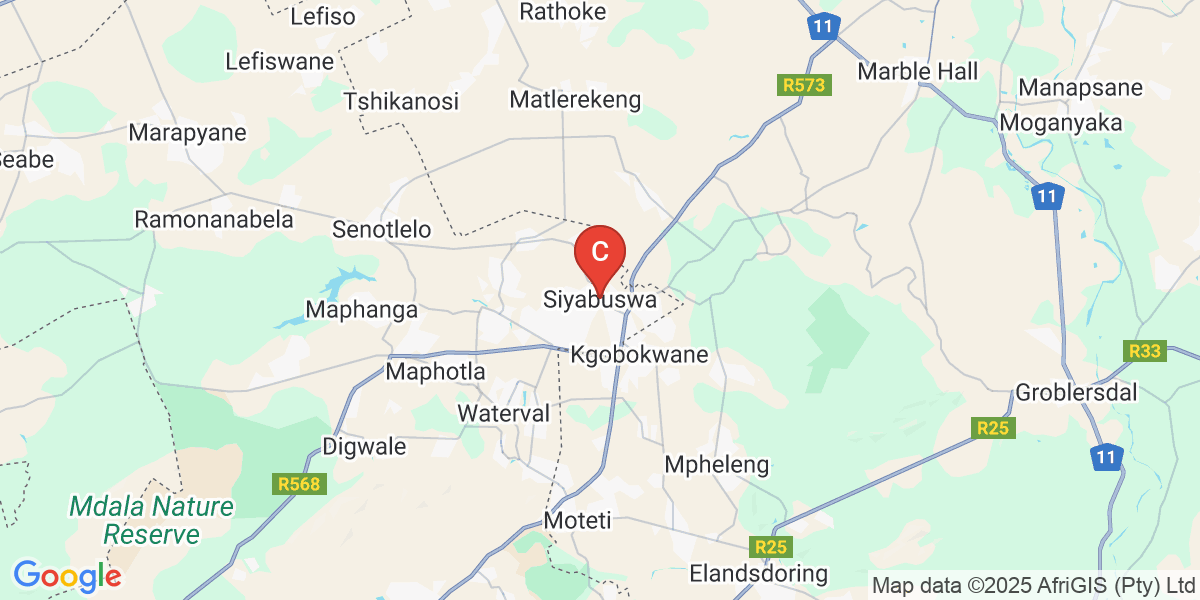 Lefiso
Rathoke
11
Lefiswane
Marble Hall
R573
Manapsane
Tshikanosi
Matlerekeng
Moganyaka
Marapyane
Seabe
11
Ramonanabela
Senotlelo
C
Siyabuswa
Maphanga
Kgobokwane
R33
Maphotla
Groblersdal
Waterval
R25
Digwale
11
Mpheleng
R568
Mdala Nature
Reserve
Moteti
R25
Elandsdoring
Google
Map data ©2025 AfriGIS (Pty) Ltd